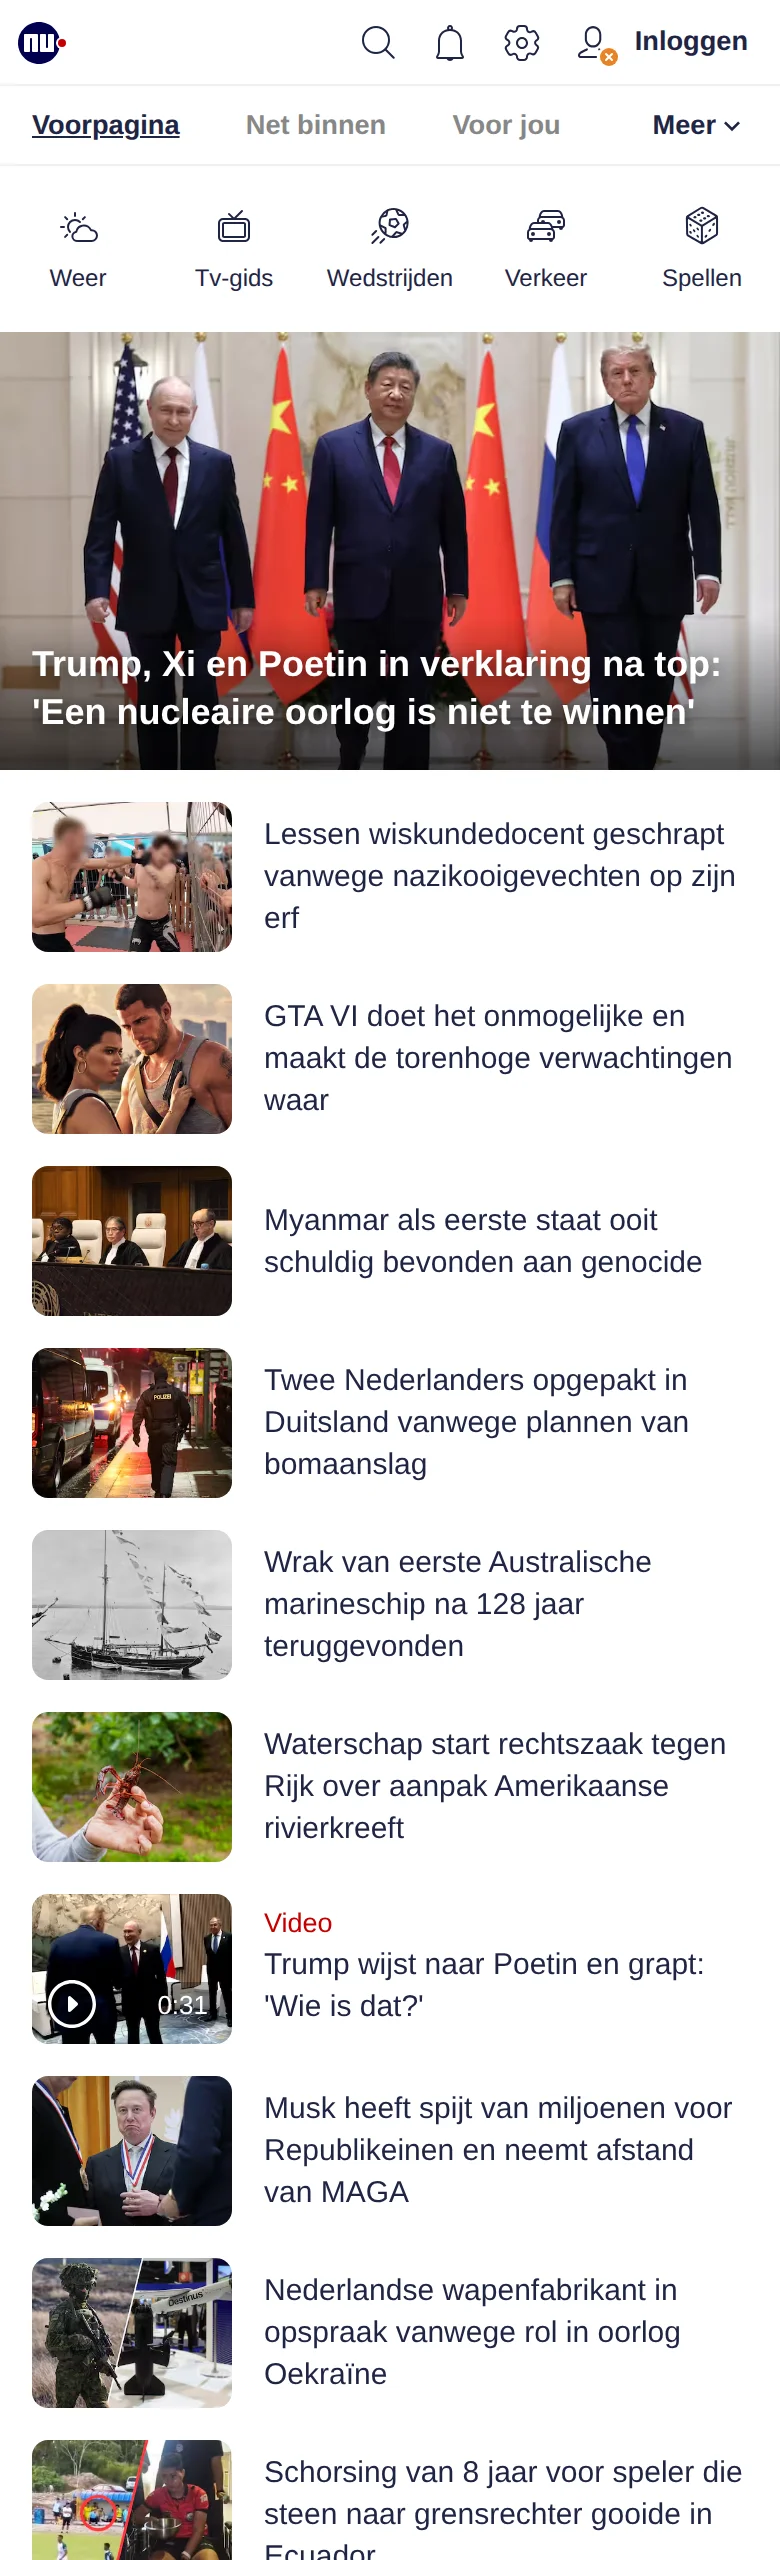 nu
Inloggen
Voorpagina
Net binnen
Voor jou
Meer
Weer
Tv-gids
Wedstrijden
Verkeer
Spellen
Trump, Xi en Poetin in verklaring na top:
'Een nucleaire oorlog is niet te winnen'
Lessen wiskundedocent geschrapt
vanwege nazikooigevechten op zijn
erf
GTA VI doet het onmogelijke en
maakt de torenhoge verwachtingen
waar
Myanmar als eerste staat ooit
schuldig bevonden aan genocide
POLIZEI
Twee Nederlanders opgepakt in
Duitsland vanwege plannen van
bomaanslag
Wrak van eerste Australische
marineschip na 128 jaar
teruggevonden
Waterschap start rechtszaak tegen
Rijk over aanpak Amerikaanse
rivierkreeft
0:31
Video
Trump wijst naar Poetin en grapt:
'Wie is dat?'
Musk heeft spijt van miljoenen voor
Republikeinen en neemt afstand
van MAGA
Destinus
Nederlandse wapenfabrikant in
opspraak vanwege rol in oorlog
Oekraïne
Schorsing van 8 jaar voor speler die
steen naar grensrechter gooide in
Ecuador